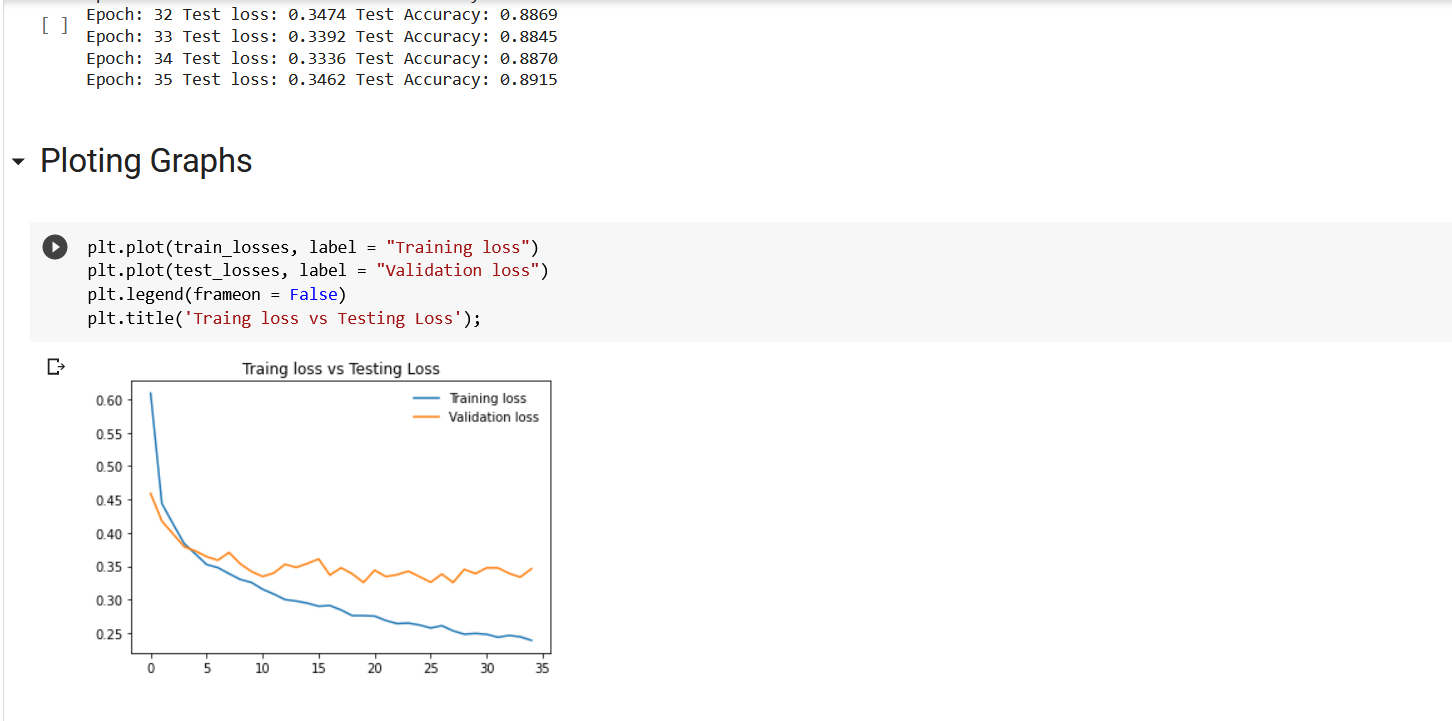 Epoch: 32 Test loss: 0.3474 Test Accuracy: 0.8869
[ ]
Epoch: 33 Test loss: 0.3392 Test Accuracy: 0.8845
Epoch: 34 Test loss: 0.3336 Test Accuracy: 0.8870
Epoch: 35 Test loss: 0.3462 Test Accuracy: 0.8915
Ploting Graphs
plt.plot(train_losses, label = "Training loss")
plt.plot(test_losses, label = "Validation loss")
plt.legend(frameon = False)
plt.title('Traing loss vs Testing Loss');
Traing loss vs Testing Loss
Training loss
Validation loss
0.60
0.55
0.50
0.45
0.40
0.35
0.30
0.25
0 5 10 15 20 25 30 35